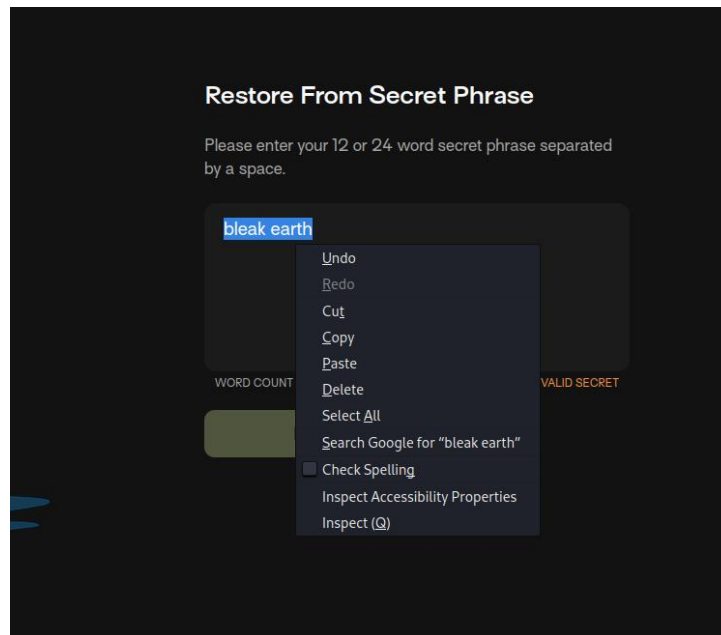 Restore From Secret Phrase
Please enter your 12 or 24 word secret phrase separated
by a space.
bleak earth
Undo
Redo
Cut
Copy
Paste
WORD COUNT
VALID SECRET
Delete
Select All
Search Google for “bleak earth”
Check Spelling
Inspect Accessibility Properties
Inspect (Q)